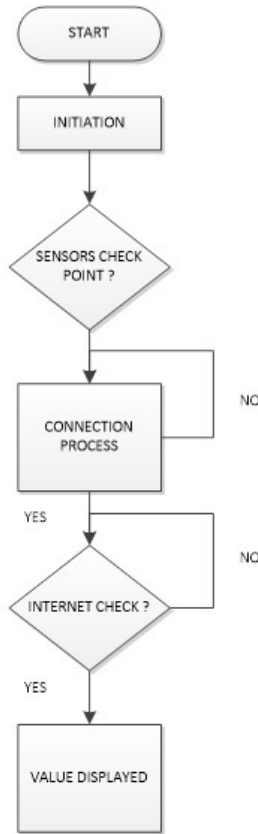 START
INITIATION
SENSORS CHECK
POINT ?
NO
CONNECTION
PROCESS
YES
NO
INTERNET CHECK ?
YES
VALUE DISPLAYED